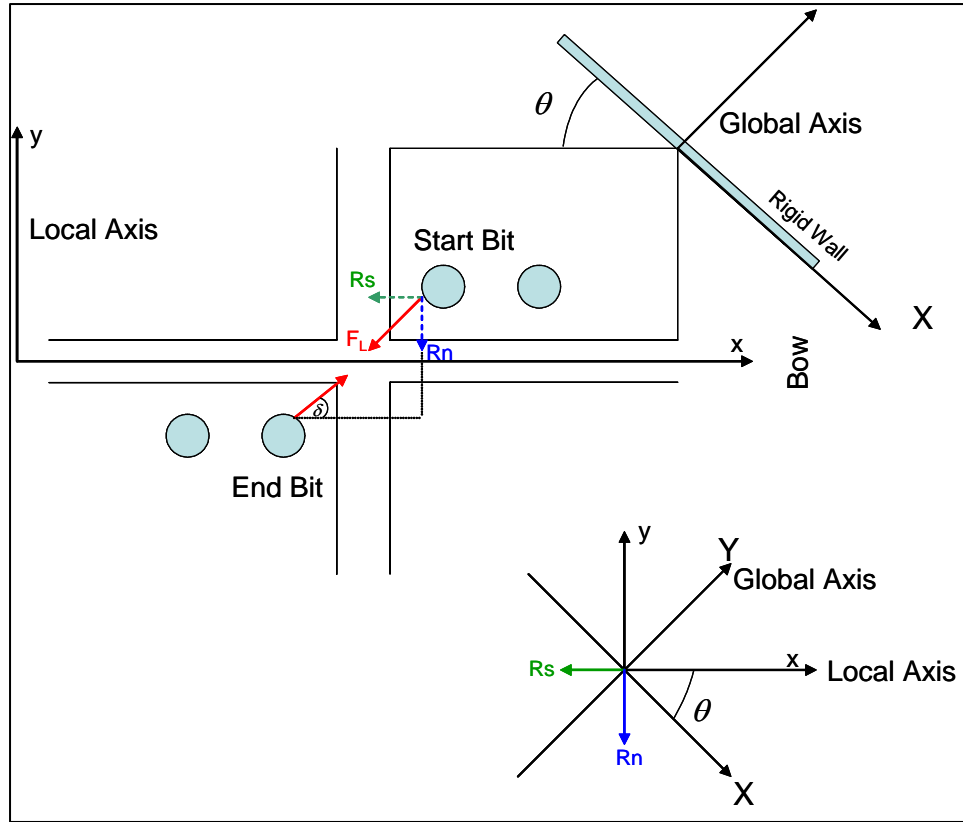 θ
Global Axis
y
Local Axis
Rigid Wall
Start Bit
Rs
X
F_L
Rn
x
Bow
δ
End Bit
y
Y
Global Axis
Rs
x
Local Axis
θ
Rn
X